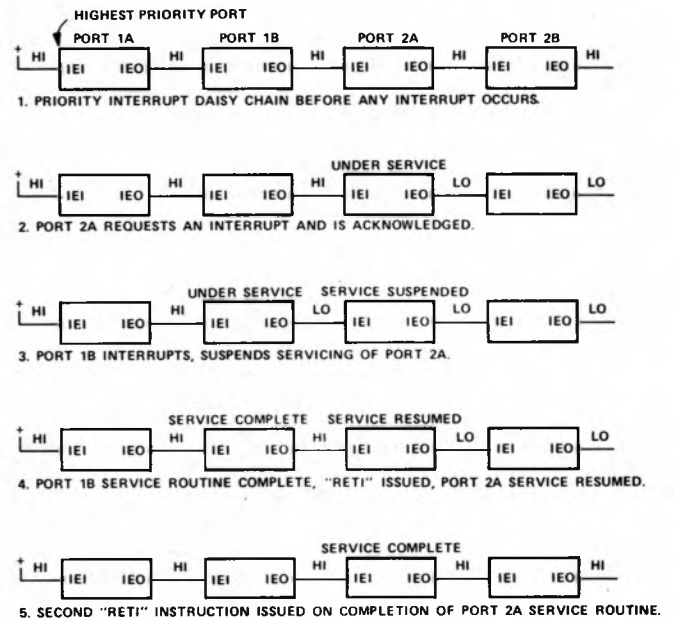 HIGHEST PRIORITY PORT
PORT 1A PORT 1B PORT 2A PORT 2B
+ HI IEI IEO HI IEI IEO HI IEI IEO HI IEI IEO HI
1. PRIORITY INTERRUPT DAISY CHAIN BEFORE ANY INTERRUPT OCCURS.
UNDER SERVICE
+ HI IEI IEO HI IEI IEO HI IEI IEO LO IEI IEO LO
2. PORT 2A REQUESTS AN INTERRUPT AND IS ACKNOWLEDGED.
UNDER SERVICE SERVICE SUSPENDED
+ HI IEI IEO HI IEI IEO LO IEI IEO LO IEI IEO LO
3. PORT 1B INTERRUPTS, SUSPENDS SERVICING OF PORT 2A.
SERVICE COMPLETE SERVICE RESUMED
+ HI IEI IEO HI IEI IEO HI IEI IEO LO IEI IEO LO
4. PORT 1B SERVICE ROUTINE COMPLETE, "RETI" ISSUED, PORT 2A SERVICE RESUMED.
SERVICE COMPLETE
+ HI IEI IEO HI IEI IEO HI IEI IEO HI IEI IEO HI
5. SECOND "RETI" INSTRUCTION ISSUED ON COMPLETION OF PORT 2A SERVICE ROUTINE.